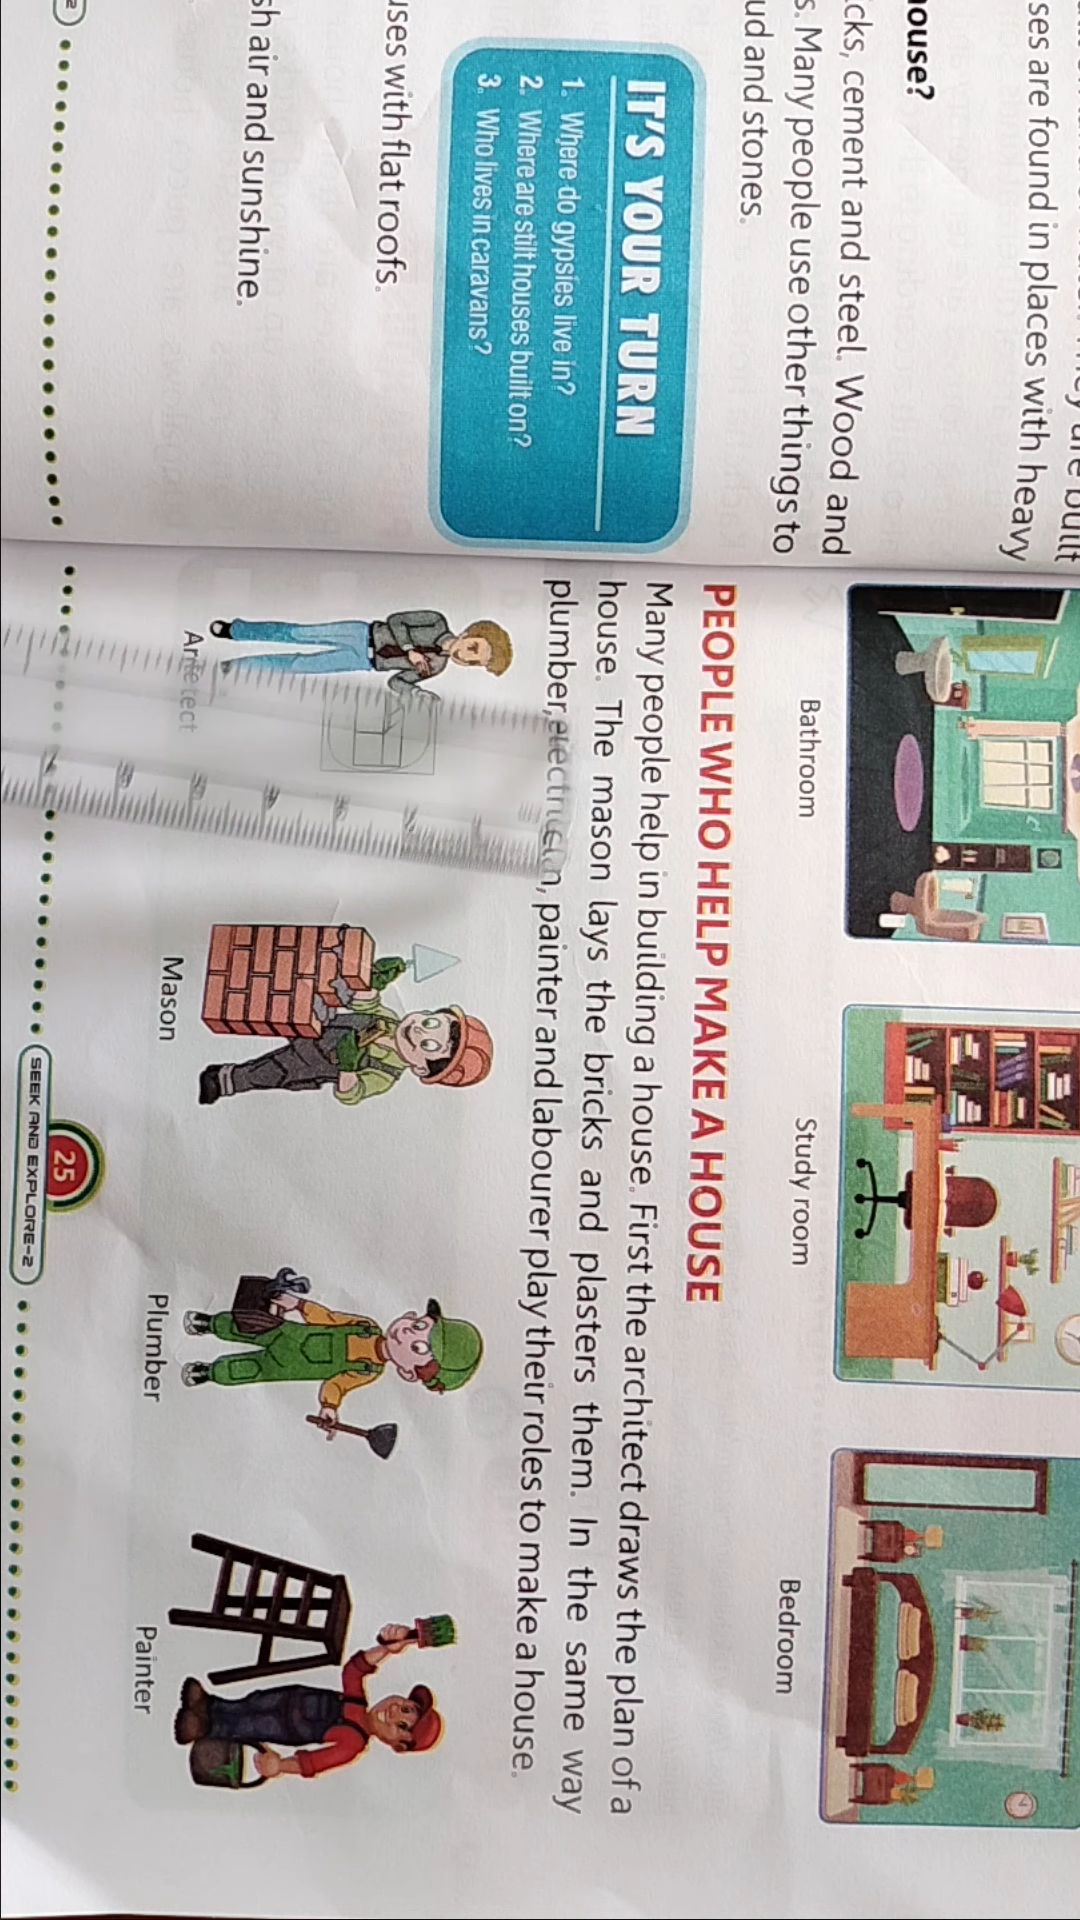 ses are found in places with heavy
house?
cks, cement and steel. Wood and
s. Many people use other things to
ud and stones.
IT'S YOUR TURN
1. Where do gypsies live in?
2. Where are stilt houses built on?
3. Who lives in caravans?
uses with flat roofs.
sh air and sunshine.
Bathroom
Study room
Bedroom
PEOPLE WHO HELP MAKE A HOUSE
Many people help in building a house. First the architect draws the plan of a
house. The mason lays the bricks and plasters them. In the same way
plumber, electrician, painter and labourer play their roles to make a house.
Architect
Mason
Plumber
Painter
25
SEEK AND EXPLORE-2